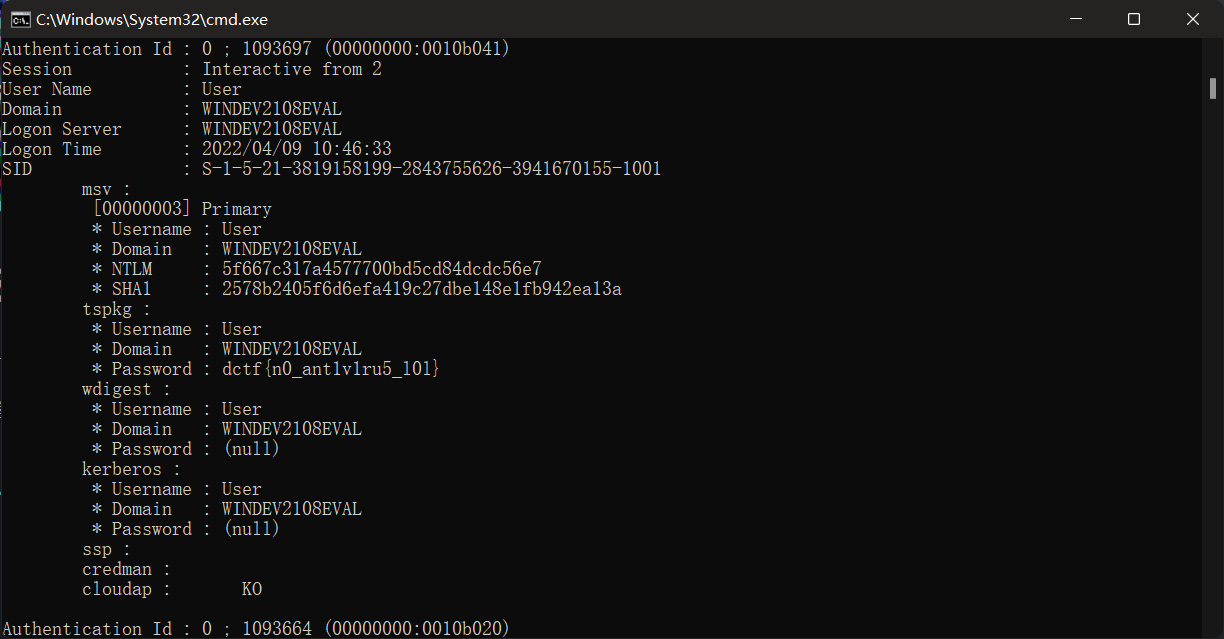 C:\Windows\System32\cmd.exe
Authentication Id : 0 ; 1093697 (00000000:0010b041)
Session           : Interactive from 2
User Name         : User
Domain            : WINDEV2108EVAL
Logon Server      : WINDEV2108EVAL
Logon Time        : 2022/04/09 10:46:33
SID               : S-1-5-21-3819158199-2843755626-3941670155-1001
        msv :
         [00000003] Primary
         * Username : User
         * Domain   : WINDEV2108EVAL
         * NTLM     : 5f667c317a4577700bd5cd84dcdc56e7
         * SHA1     : 2578b2405f6d6efa419c27dbe148e1fb942ea13a
        tspkg :
         * Username : User
         * Domain   : WINDEV2108EVAL
         * Password : dctf{n0_ant1v1ru5_l0l}
        wdigest :
         * Username : User
         * Domain   : WINDEV2108EVAL
         * Password : (null)
        kerberos :
         * Username : User
         * Domain   : WINDEV2108EVAL
         * Password : (null)
        ssp :
        credman :
        cloudap :       KO
Authentication Id : 0 ; 1093664 (00000000:0010b020)